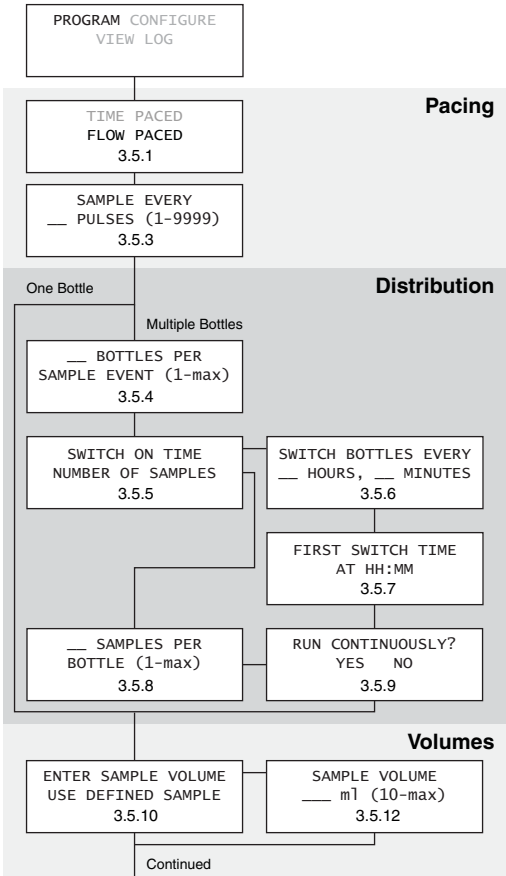 PROGRAM CONFIGURE
VIEW LOG
Pacing
TIME PACED
FLOW PACED
3.5.1
SAMPLE EVERY
__ PULSES (1-9999)
3.5.3
Distribution
One Bottle
Multiple Bottles
__ BOTTLES PER
SAMPLE EVENT (1-max)
3.5.4
SWITCH ON TIME
NUMBER OF SAMPLES
3.5.5
SWITCH BOTTLES EVERY
__ HOURS, __ MINUTES
3.5.6
FIRST SWITCH TIME
AT HH:MM
3.5.7
__ SAMPLES PER
BOTTLE (1-max)
3.5.8
RUN CONTINUOUSLY?
YES NO
3.5.9
Volumes
ENTER SAMPLE VOLUME
USE DEFINED SAMPLE
3.5.10
SAMPLE VOLUME
___ ml (10-max)
3.5.12
Continued